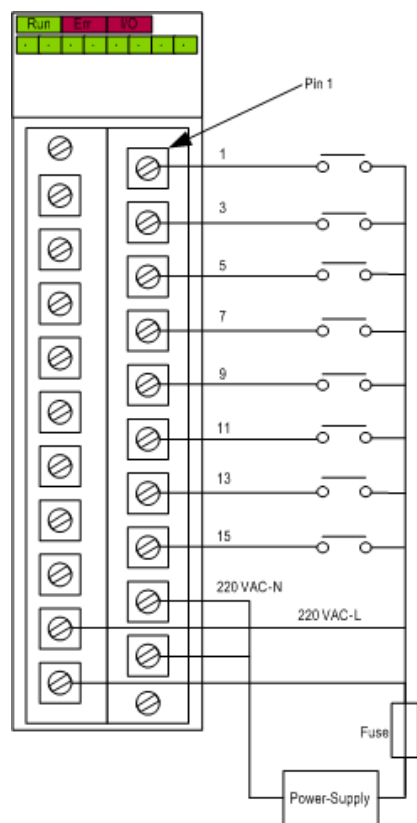 Run Err I/O
Pin 1
1
3
5
7
9
11
13
15
220 VAC-N
220 VAC-L
Fuse
Power-Supply